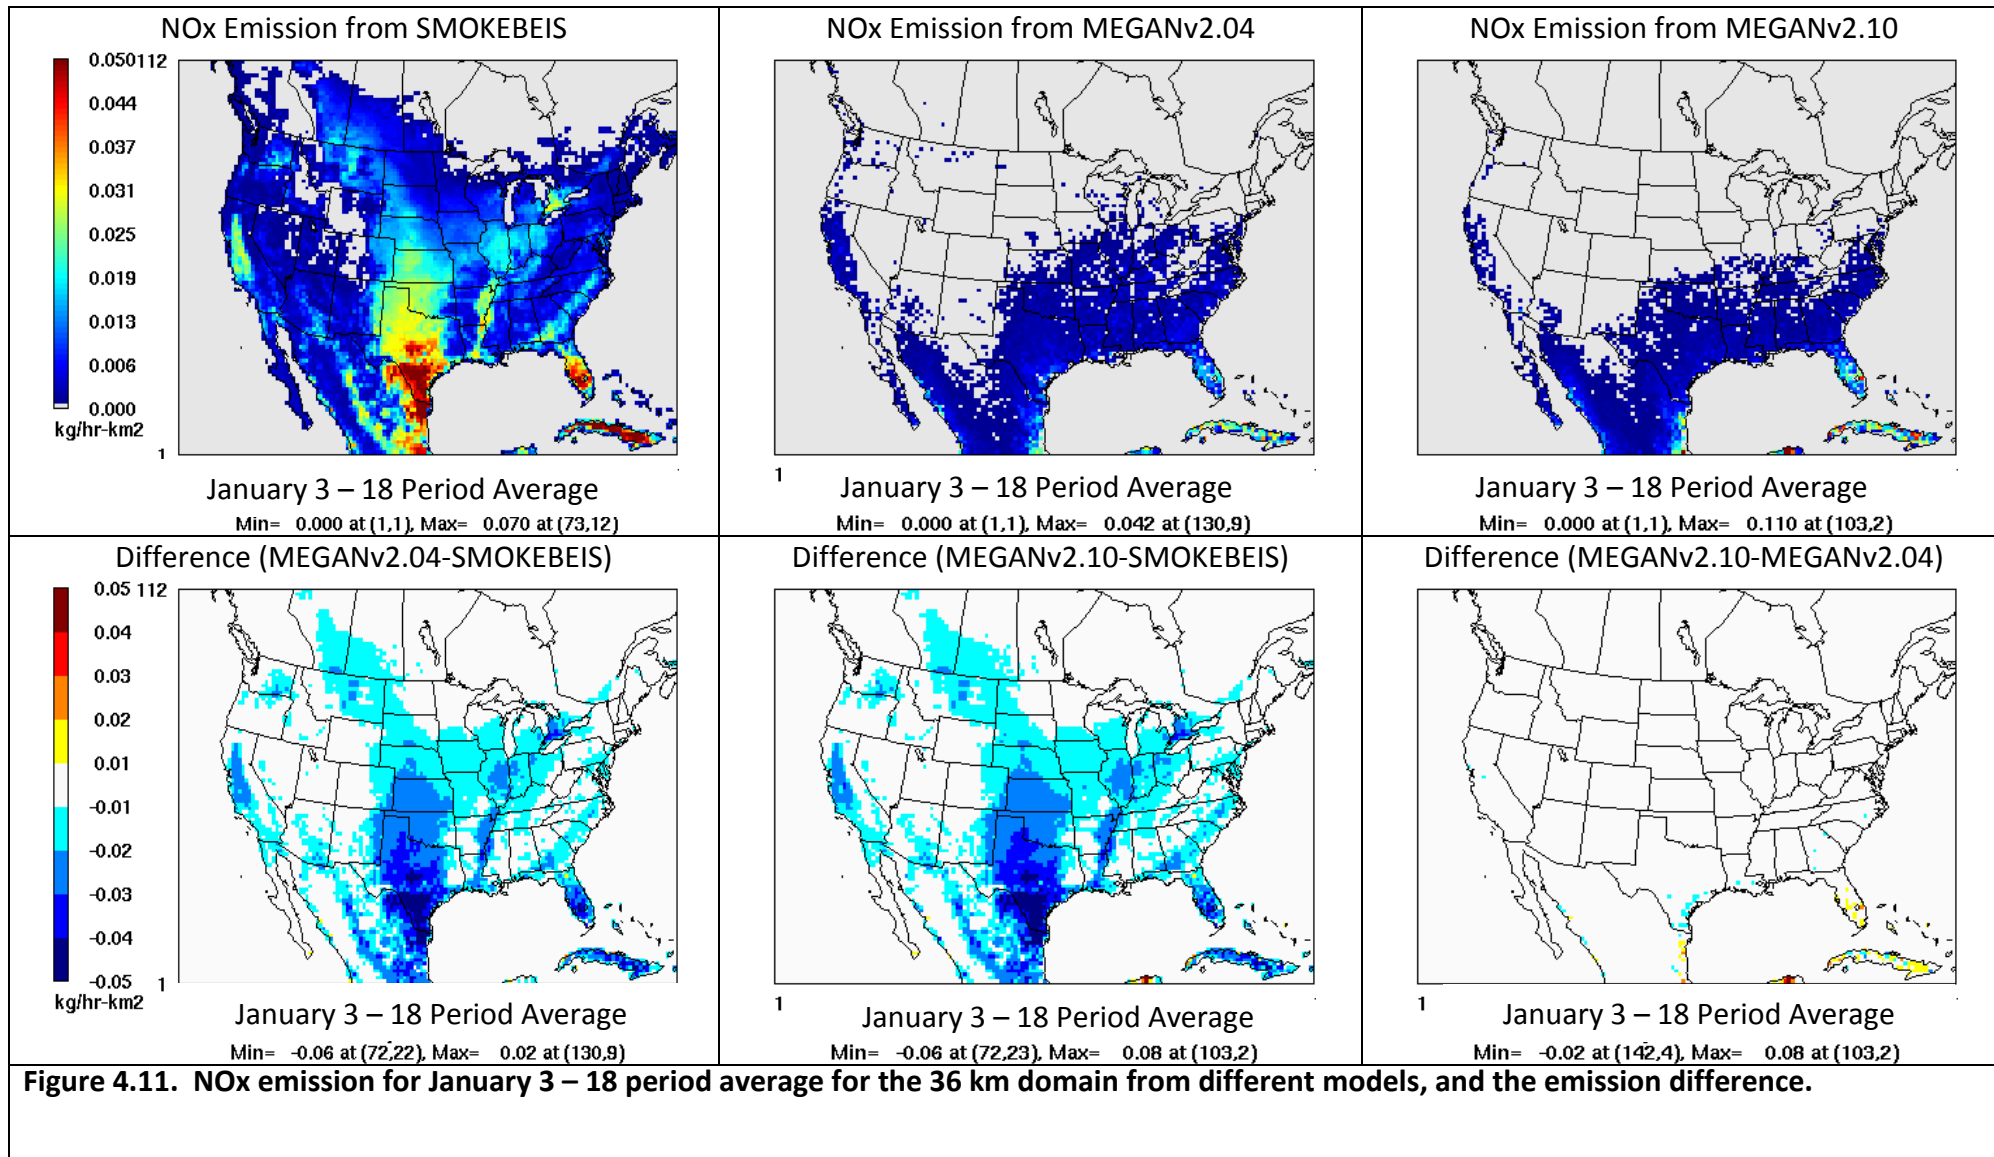 NOx Emission from SMOKEBEIS
0.050 112
0.044
0.037
0.031
0.025
0.019
0.013
0.006
0.000
kg/hr-km2
1
January 3 – 18 Period Average
Min= 0.000 at (1,1), Max= 0.070 at (73,12)
NOx Emission from MEGANv2.04
1
January 3 – 18 Period Average
Min= 0.000 at (1,1), Max= 0.042 at (130,9)
NOx Emission from MEGANv2.10
January 3 – 18 Period Average
Min= 0.000 at (1,1), Max= 0.110 at (103,2)
Difference (MEGANv2.04-SMOKEBEIS)
0.05 112
0.04
0.03
0.02
0.01
-0.01
-0.02
-0.03
-0.04
-0.05
kg/hr-km2
1
January 3 – 18 Period Average
Min= -0.06 at (72,22), Max= 0.02 at (130,9)
Difference (MEGANv2.10-SMOKEBEIS)
1
January 3 – 18 Period Average
Min= -0.06 at (72,23), Max= 0.08 at (103,2)
Difference (MEGANv2.10-MEGANv2.04)
1
January 3 – 18 Period Average
Min= -0.02 at (142,4), Max= 0.08 at (103,2)
Figure 4.11. NOx emission for January 3 – 18 period average for the 36 km domain from different models, and the emission difference.